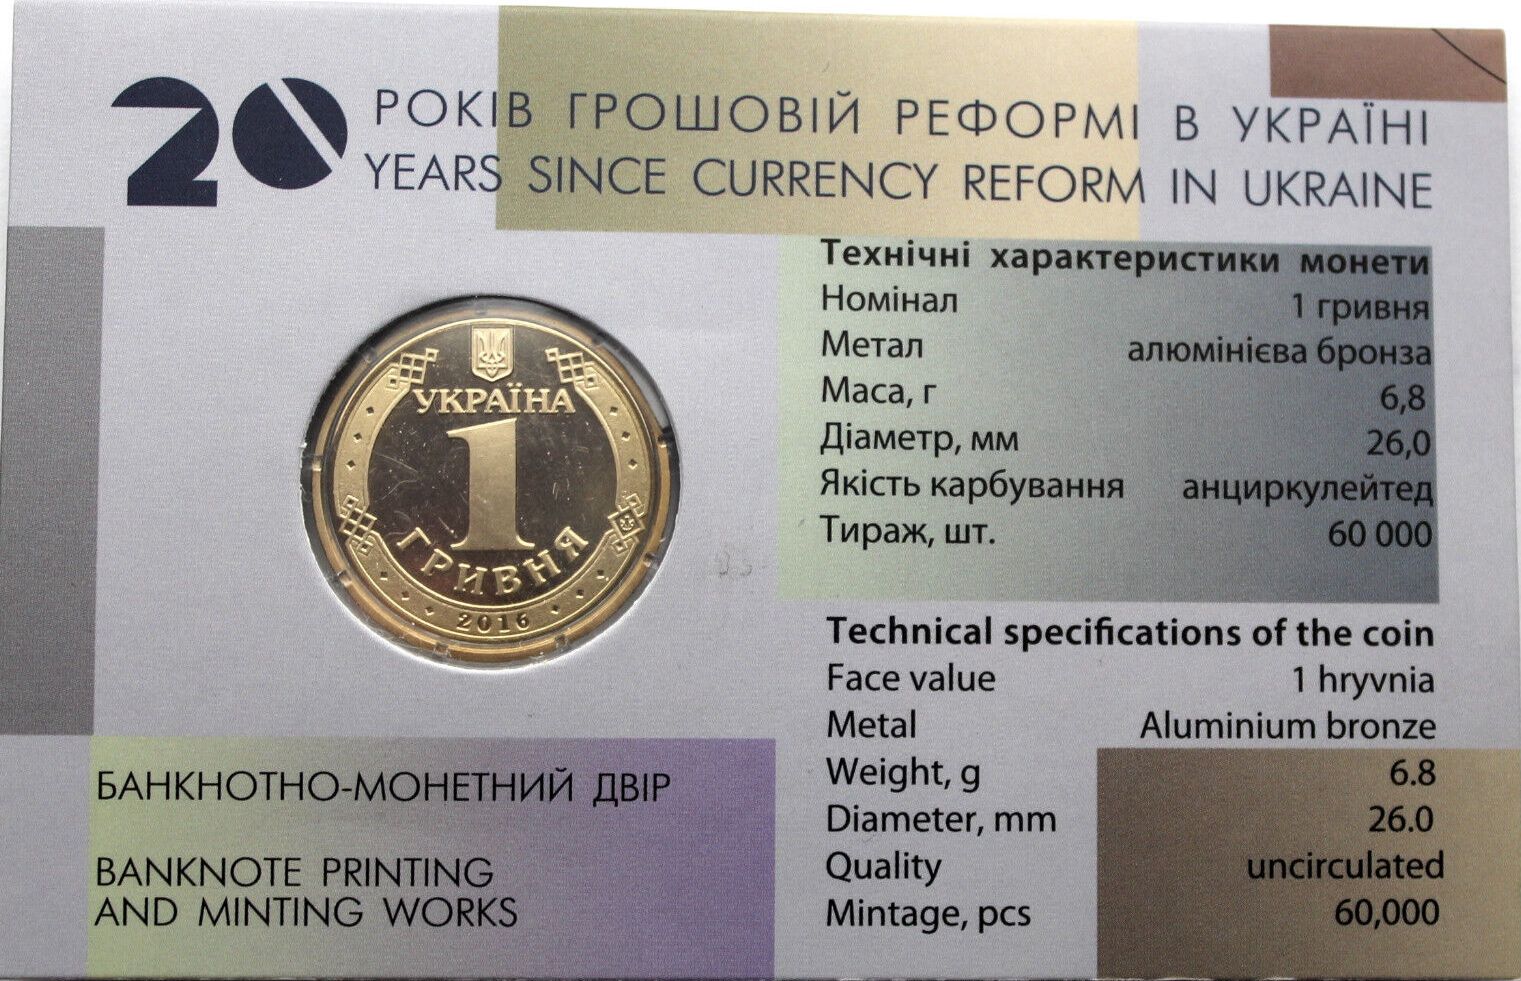 20 РОКІВ ГРОШОВІЙ РЕФОРМІ В УКРАЇНІ
YEARS SINCE CURRENCY REFORM IN UKRAINE
УКРАЇНА
1
ГРИВНЯ
2016
Технічні характеристики монети
Номінал 1 гривня
Метал алюмінієва бронза
Маса, г 6,8
Діаметр, мм 26,0
Якість карбування анциркулейтед
Тираж, шт. 60 000
Technical specifications of the coin
Face value 1 hryvnia
Metal Aluminium bronze
Weight, g 6.8
Diameter, mm 26.0
Quality uncirculated
Mintage, pcs 60,000
БАНКНОТНО-МОНЕТНИЙ ДВІР
BANKNOTE PRINTING
AND MINTING WORKS